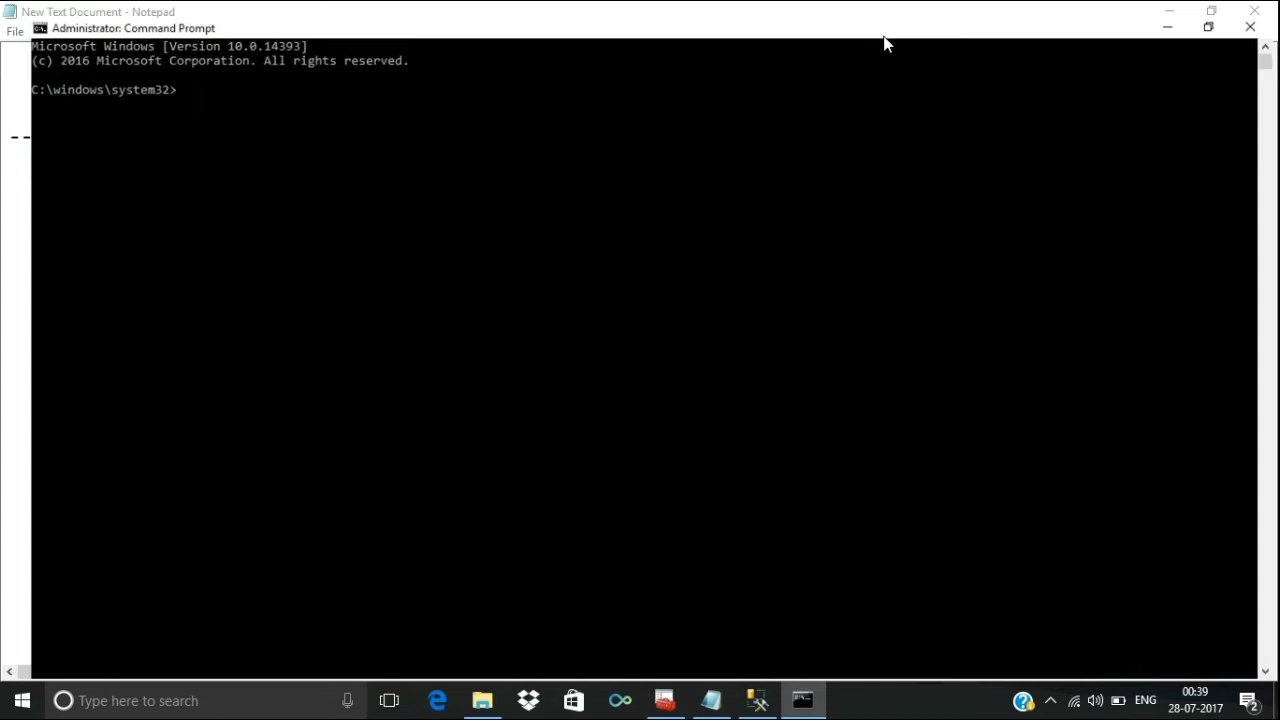 New Text Document - Notepad
File
Administrator: Command Prompt
Microsoft Windows [Version 10.0.14393]
(c) 2016 Microsoft Corporation. All rights reserved.
C:\windows\system32>
--
Type here to search
ENG
00:39
28-07-2017
2